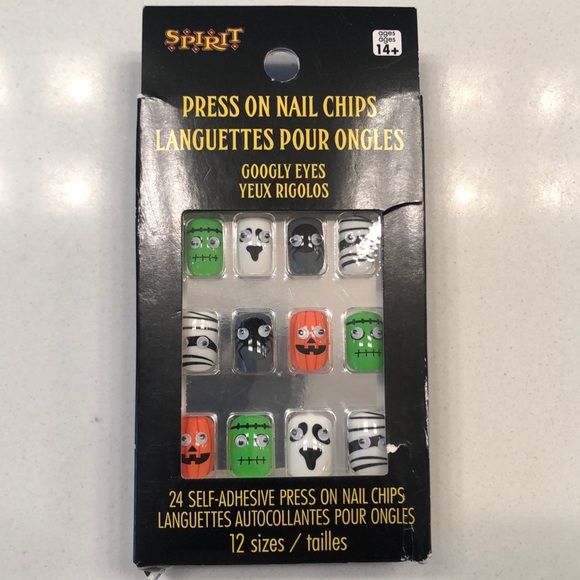 SPIRIT
ages
âges
14+
PRESS ON NAIL CHIPS
LANGUETTES POUR ONGLES
GOOGLY EYES
YEUX RIGOLOS
24 SELF-ADHESIVE PRESS ON NAIL CHIPS
LANGUETTES AUTOCOLLANTES POUR ONGLES
12 sizes / tailles